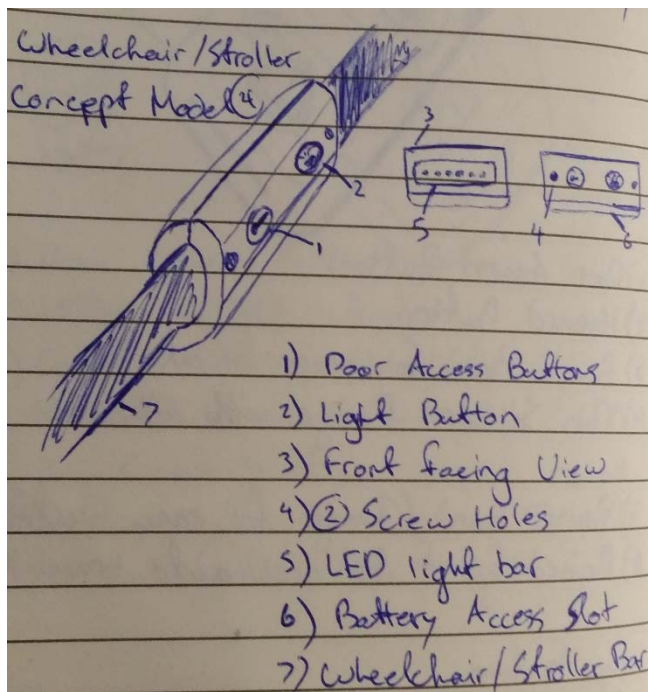 Wheelchair/Stroller
Concept Model 4
3
2
1
5
4
6
7
1) Door Access Buttons
2) Light Button
3) Front facing View
4) 2 Screw Holes
5) LED light bar
6) Battery Access Slot
7) Wheelchair/Stroller Bar